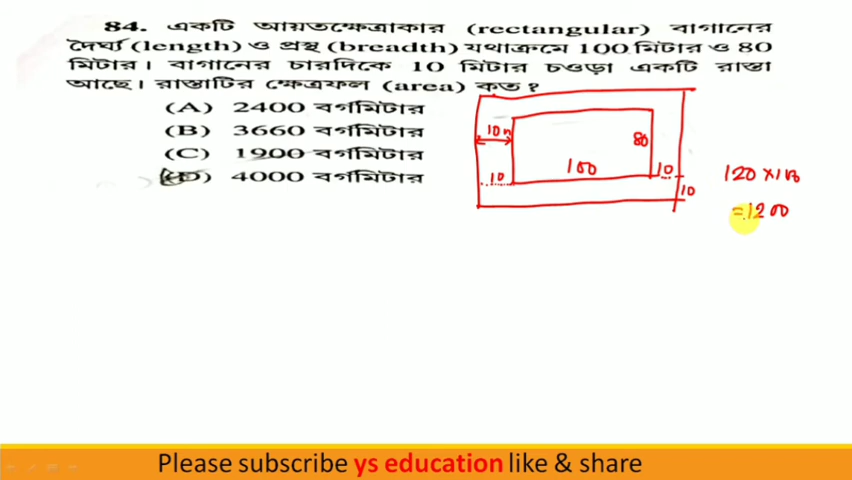 84. একটি আয়তক্ষেত্রাকার (rectangular) বাগানের
দৈর্ঘ্য (length) ও প্রস্থ (breadth) যথাক্রমে 100 মিটার ও 80
মিটার। বাগানের চারদিকে 10 মিটার চওড়া একটি রাস্তা
আছে। রাস্তাটির ক্ষেত্রফল (area) কত?
(A) 2400 বর্গমিটার
(B) 3660 বর্গমিটার
(C) 1900 বর্গমিটার
(D) 4000 বর্গমিটার
10 m
80
100
10
10
10
120 × 100
= 1200
Please subscribe ys education like & share